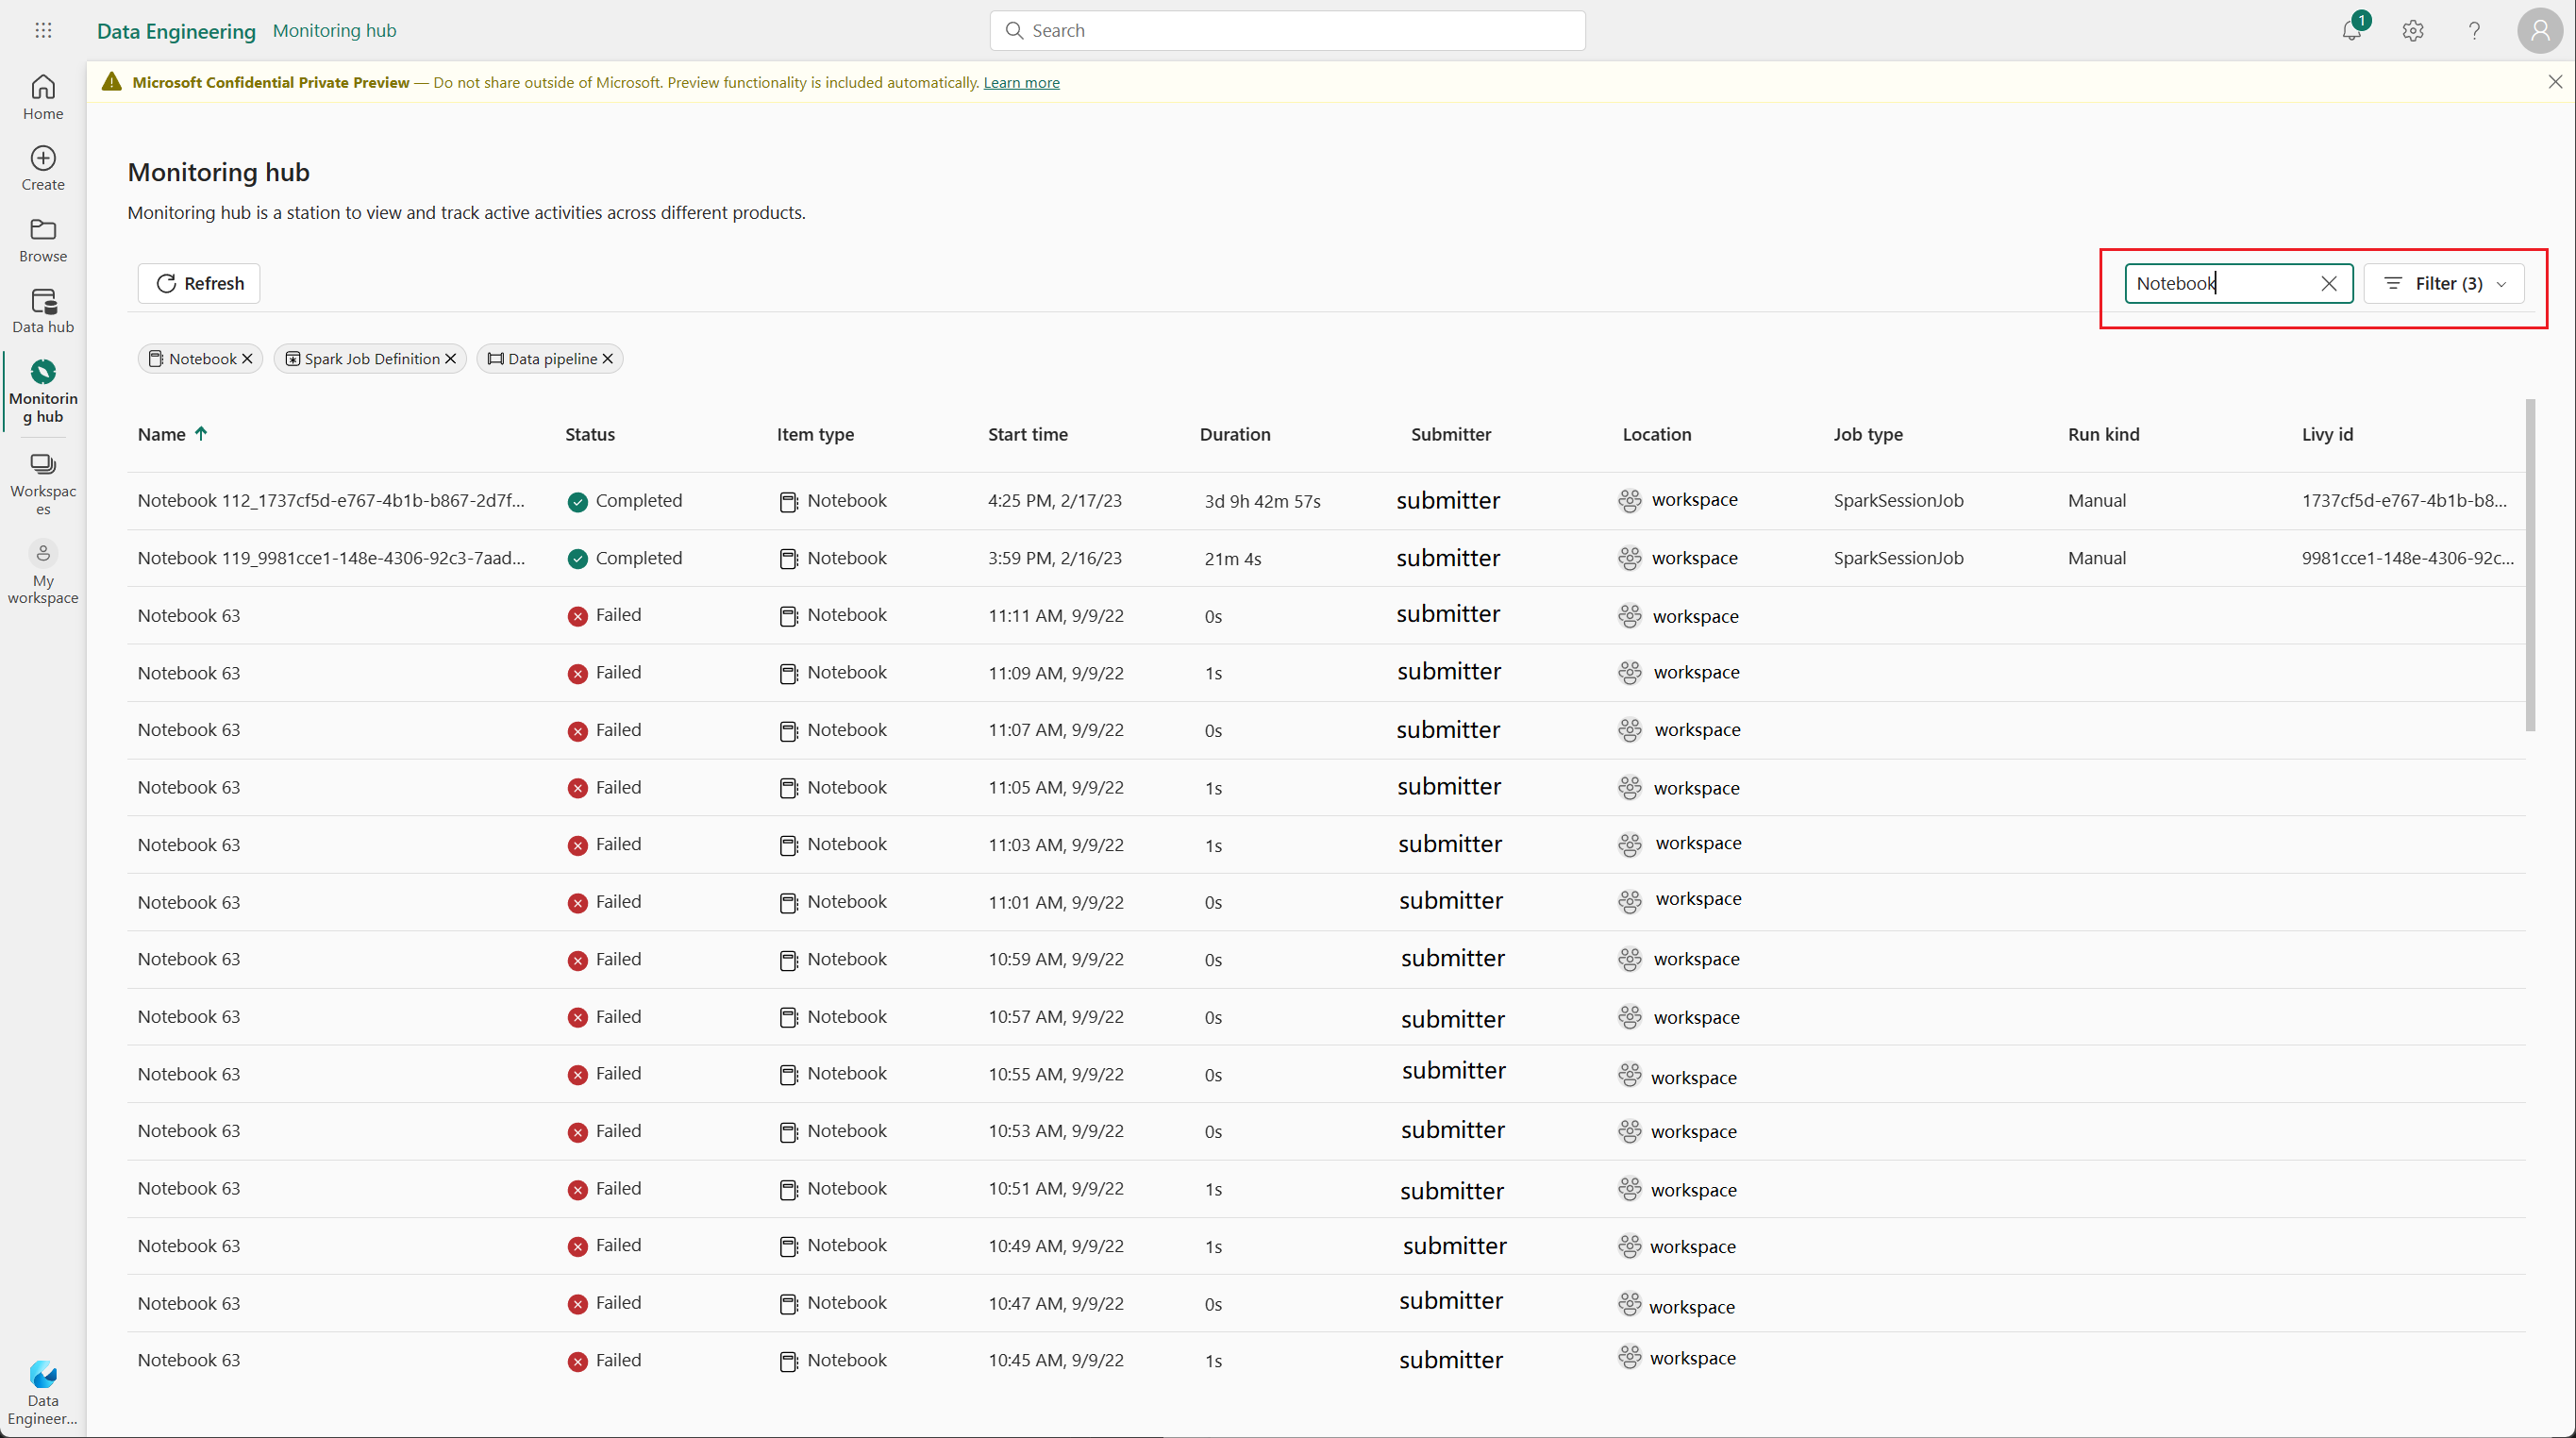 Data Engineering Monitoring hub
Search
1
Microsoft Confidential Private Preview — Do not share outside of Microsoft. Preview functionality is included automatically. Learn more
Home
Create
Browse
Data hub
Monitorin
g hub
Workspac
es
My
workspace
Data
Engineer...
Monitoring hub
Monitoring hub is a station to view and track active activities across different products.
Refresh
Notebook
Filter (3)
Notebook Spark Job Definition Data pipeline
Name Status Item type Start time Duration Submitter Location Job type Run kind Livy id
Notebook 112_1737cf5d-e767-4b1b-b867-2d7f... Completed Notebook 4:25 PM, 2/17/23 3d 9h 42m 57s submitter workspace SparkSessionJob Manual 1737cf5d-e767-4b1b-b8...
Notebook 119_9981cce1-148e-4306-92c3-7aad... Completed Notebook 3:59 PM, 2/16/23 21m 4s submitter workspace SparkSessionJob Manual 9981cce1-148e-4306-92c...
Notebook 63 Failed Notebook 11:11 AM, 9/9/22 0s submitter workspace
Notebook 63 Failed Notebook 11:09 AM, 9/9/22 1s submitter workspace
Notebook 63 Failed Notebook 11:07 AM, 9/9/22 0s submitter workspace
Notebook 63 Failed Notebook 11:05 AM, 9/9/22 1s submitter workspace
Notebook 63 Failed Notebook 11:03 AM, 9/9/22 1s submitter workspace
Notebook 63 Failed Notebook 11:01 AM, 9/9/22 0s submitter workspace
Notebook 63 Failed Notebook 10:59 AM, 9/9/22 0s submitter workspace
Notebook 63 Failed Notebook 10:57 AM, 9/9/22 0s submitter workspace
Notebook 63 Failed Notebook 10:55 AM, 9/9/22 0s submitter workspace
Notebook 63 Failed Notebook 10:53 AM, 9/9/22 0s submitter workspace
Notebook 63 Failed Notebook 10:51 AM, 9/9/22 1s submitter workspace
Notebook 63 Failed Notebook 10:49 AM, 9/9/22 1s submitter workspace
Notebook 63 Failed Notebook 10:47 AM, 9/9/22 0s submitter workspace
Notebook 63 Failed Notebook 10:45 AM, 9/9/22 1s submitter workspace